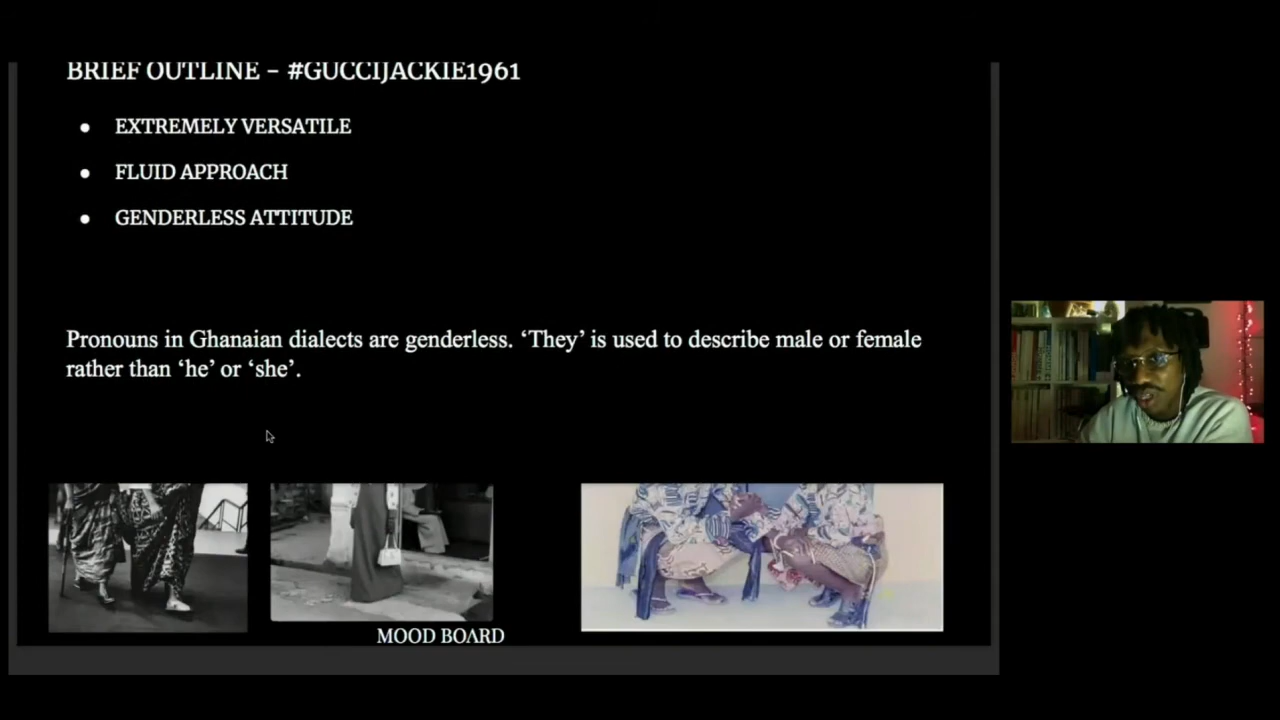 BRIEF OUTLINE – #GUCCIJACKIE1961
● EXTREMELY VERSATILE
● FLUID APPROACH
● GENDERLESS ATTITUDE
Pronouns in Ghanaian dialects are genderless. ‘They’ is used to describe male or female
rather than ‘he’ or ‘she’.
MOOD BOARD